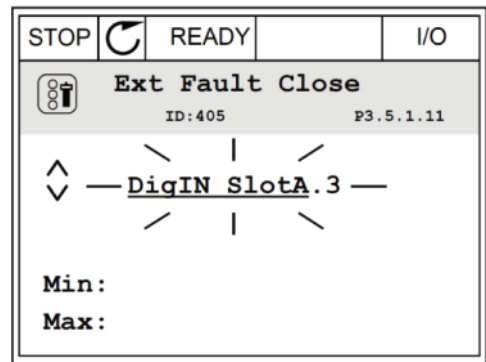 STOP READY I/O
Ext Fault Close
ID:405 P3.5.1.11
DigIN SlotA.3
Min:
Max: